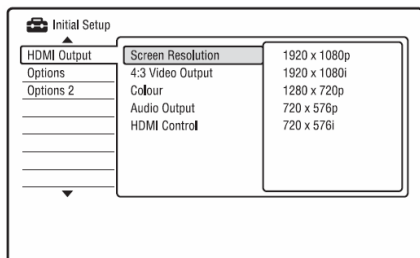 Initial Setup
HDMI Output
Options
Options 2
Screen Resolution
4:3 Video Output
Colour
Audio Output
HDMI Control
1920 x 1080p
1920 x 1080i
1280 x 720p
720 x 576p
720 x 576i